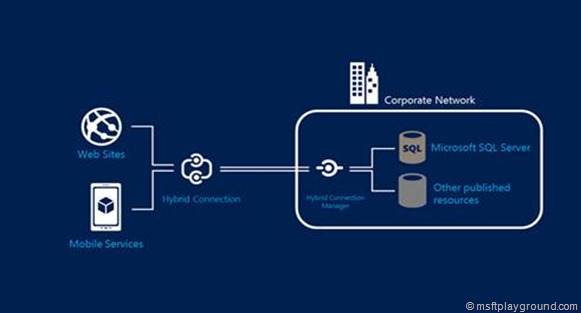 Corporate Network
Web Sites
SQL
Microsoft SQL Server
Hybrid Connection
Hybrid Connection
Manager
Other published
resources
Mobile Services
© msftplayground.com